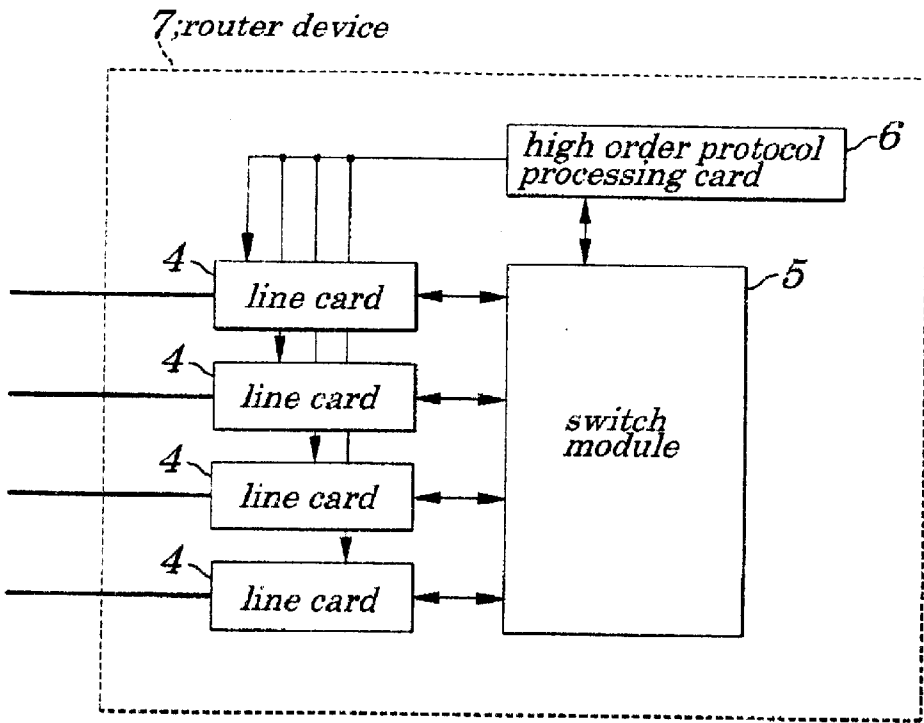 7;router device
high order protocol
processing card
6
4
line card
5
4
line card
switch
module
4
line card
4
line card